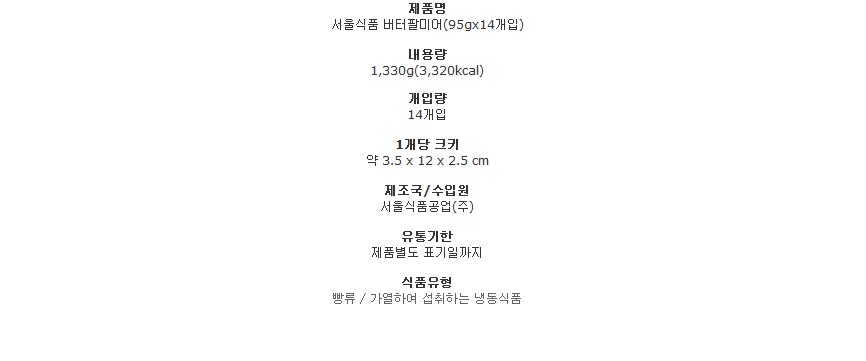 제품명
서울식품 버터팔미어(95gx14개입)
내용량
1,330g(3,320kcal)
개입량
14개입
1개당 크키
약 3.5 x 12 x 2.5 cm
제조국/수입원
서울식품공업(주)
유통기한
제품별도 표기일까지
식품유형
빵류 / 가열하여 섭취하는 냉동식품